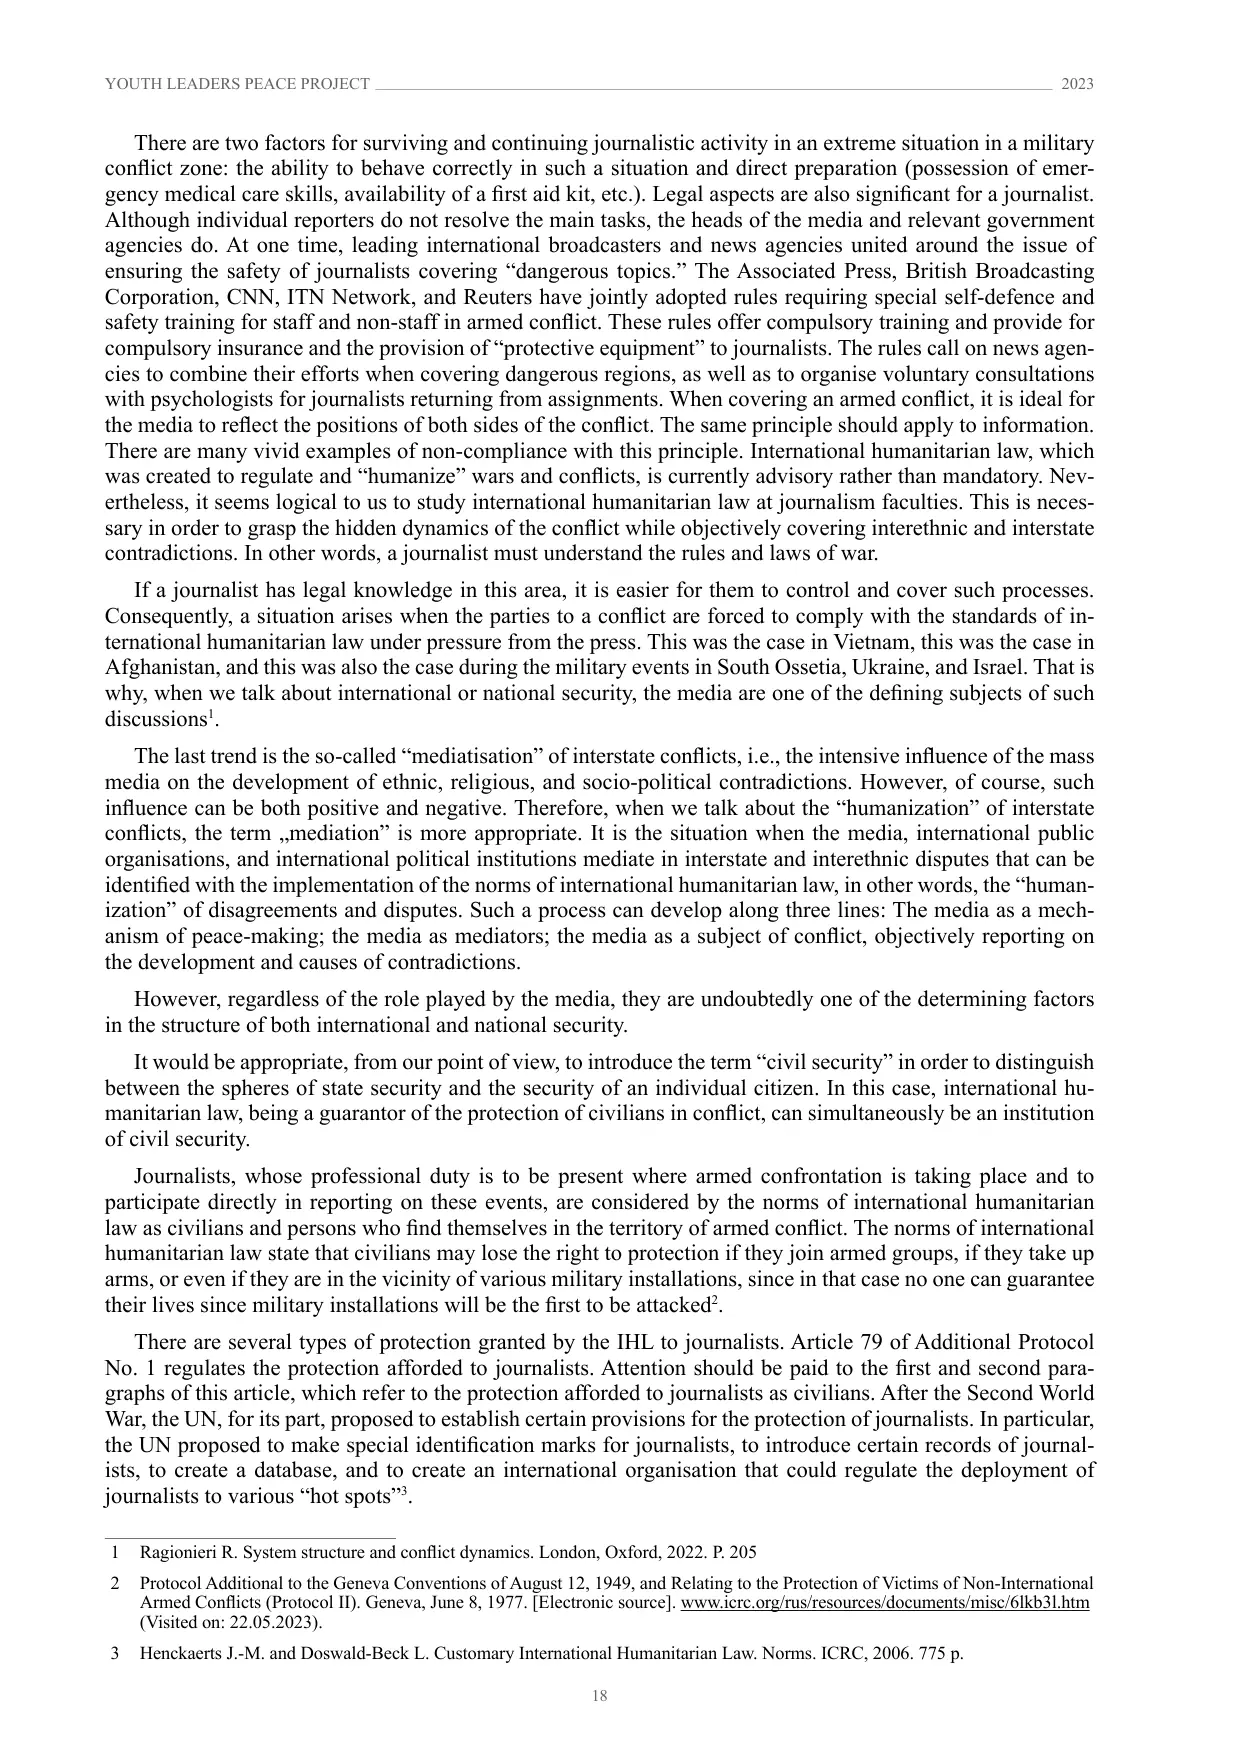 YOUTH LEADERS PEACE PROJECT 2023
There are two factors for surviving and continuing journalistic activity in an extreme situation in a military
conflict zone: the ability to behave correctly in such a situation and direct preparation (possession of emer-
gency medical care skills, availability of a first aid kit, etc.). Legal aspects are also significant for a journalist.
Although individual reporters do not resolve the main tasks, the heads of the media and relevant government
agencies do. At one time, leading international broadcasters and news agencies united around the issue of
ensuring the safety of journalists covering “dangerous topics.” The Associated Press, British Broadcasting
Corporation, CNN, ITN Network, and Reuters have jointly adopted rules requiring special self-defence and
safety training for staff and non-staff in armed conflict. These rules offer compulsory training and provide for
compulsory insurance and the provision of “protective equipment” to journalists. The rules call on news agen-
cies to combine their efforts when covering dangerous regions, as well as to organise voluntary consultations
with psychologists for journalists returning from assignments. When covering an armed conflict, it is ideal for
the media to reflect the positions of both sides of the conflict. The same principle should apply to information.
There are many vivid examples of non-compliance with this principle. International humanitarian law, which
was created to regulate and “humanize” wars and conflicts, is currently advisory rather than mandatory. Nev-
ertheless, it seems logical to us to study international humanitarian law at journalism faculties. This is neces-
sary in order to grasp the hidden dynamics of the conflict while objectively covering interethnic and interstate
contradictions. In other words, a journalist must understand the rules and laws of war.
If a journalist has legal knowledge in this area, it is easier for them to control and cover such processes.
Consequently, a situation arises when the parties to a conflict are forced to comply with the standards of in-
ternational humanitarian law under pressure from the press. This was the case in Vietnam, this was the case in
Afghanistan, and this was also the case during the military events in South Ossetia, Ukraine, and Israel. That is
why, when we talk about international or national security, the media are one of the defining subjects of such
discussions1.
The last trend is the so-called “mediatisation” of interstate conflicts, i.e., the intensive influence of the mass
media on the development of ethnic, religious, and socio-political contradictions. However, of course, such
influence can be both positive and negative. Therefore, when we talk about the “humanization” of interstate
conflicts, the term „mediation” is more appropriate. It is the situation when the media, international public
organisations, and international political institutions mediate in interstate and interethnic disputes that can be
identified with the implementation of the norms of international humanitarian law, in other words, the “human-
ization” of disagreements and disputes. Such a process can develop along three lines: The media as a mech-
anism of peace-making; the media as mediators; the media as a subject of conflict, objectively reporting on
the development and causes of contradictions.
However, regardless of the role played by the media, they are undoubtedly one of the determining factors
in the structure of both international and national security.
It would be appropriate, from our point of view, to introduce the term “civil security” in order to distinguish
between the spheres of state security and the security of an individual citizen. In this case, international hu-
manitarian law, being a guarantor of the protection of civilians in conflict, can simultaneously be an institution
of civil security.
Journalists, whose professional duty is to be present where armed confrontation is taking place and to
participate directly in reporting on these events, are considered by the norms of international humanitarian
law as civilians and persons who find themselves in the territory of armed conflict. The norms of international
humanitarian law state that civilians may lose the right to protection if they join armed groups, if they take up
arms, or even if they are in the vicinity of various military installations, since in that case no one can guarantee
their lives since military installations will be the first to be attacked2.
There are several types of protection granted by the IHL to journalists. Article 79 of Additional Protocol
No. 1 regulates the protection afforded to journalists. Attention should be paid to the first and second para-
graphs of this article, which refer to the protection afforded to journalists as civilians. After the Second World
War, the UN, for its part, proposed to establish certain provisions for the protection of journalists. In particular,
the UN proposed to make special identification marks for journalists, to introduce certain records of journal-
ists, to create a database, and to create an international organisation that could regulate the deployment of
journalists to various “hot spots”3.
1 Ragionieri R. System structure and conflict dynamics. London, Oxford, 2022. P. 205
2 Protocol Additional to the Geneva Conventions of August 12, 1949, and Relating to the Protection of Victims of Non-International
Armed Conflicts (Protocol II). Geneva, June 8, 1977. [Electronic source]. www.icrc.org/rus/resources/documents/misc/6lkb3l.htm
(Visited on: 22.05.2023).
3 Henckaerts J.-M. and Doswald-Beck L. Customary International Humanitarian Law. Norms. ICRC, 2006. 775 p.
18